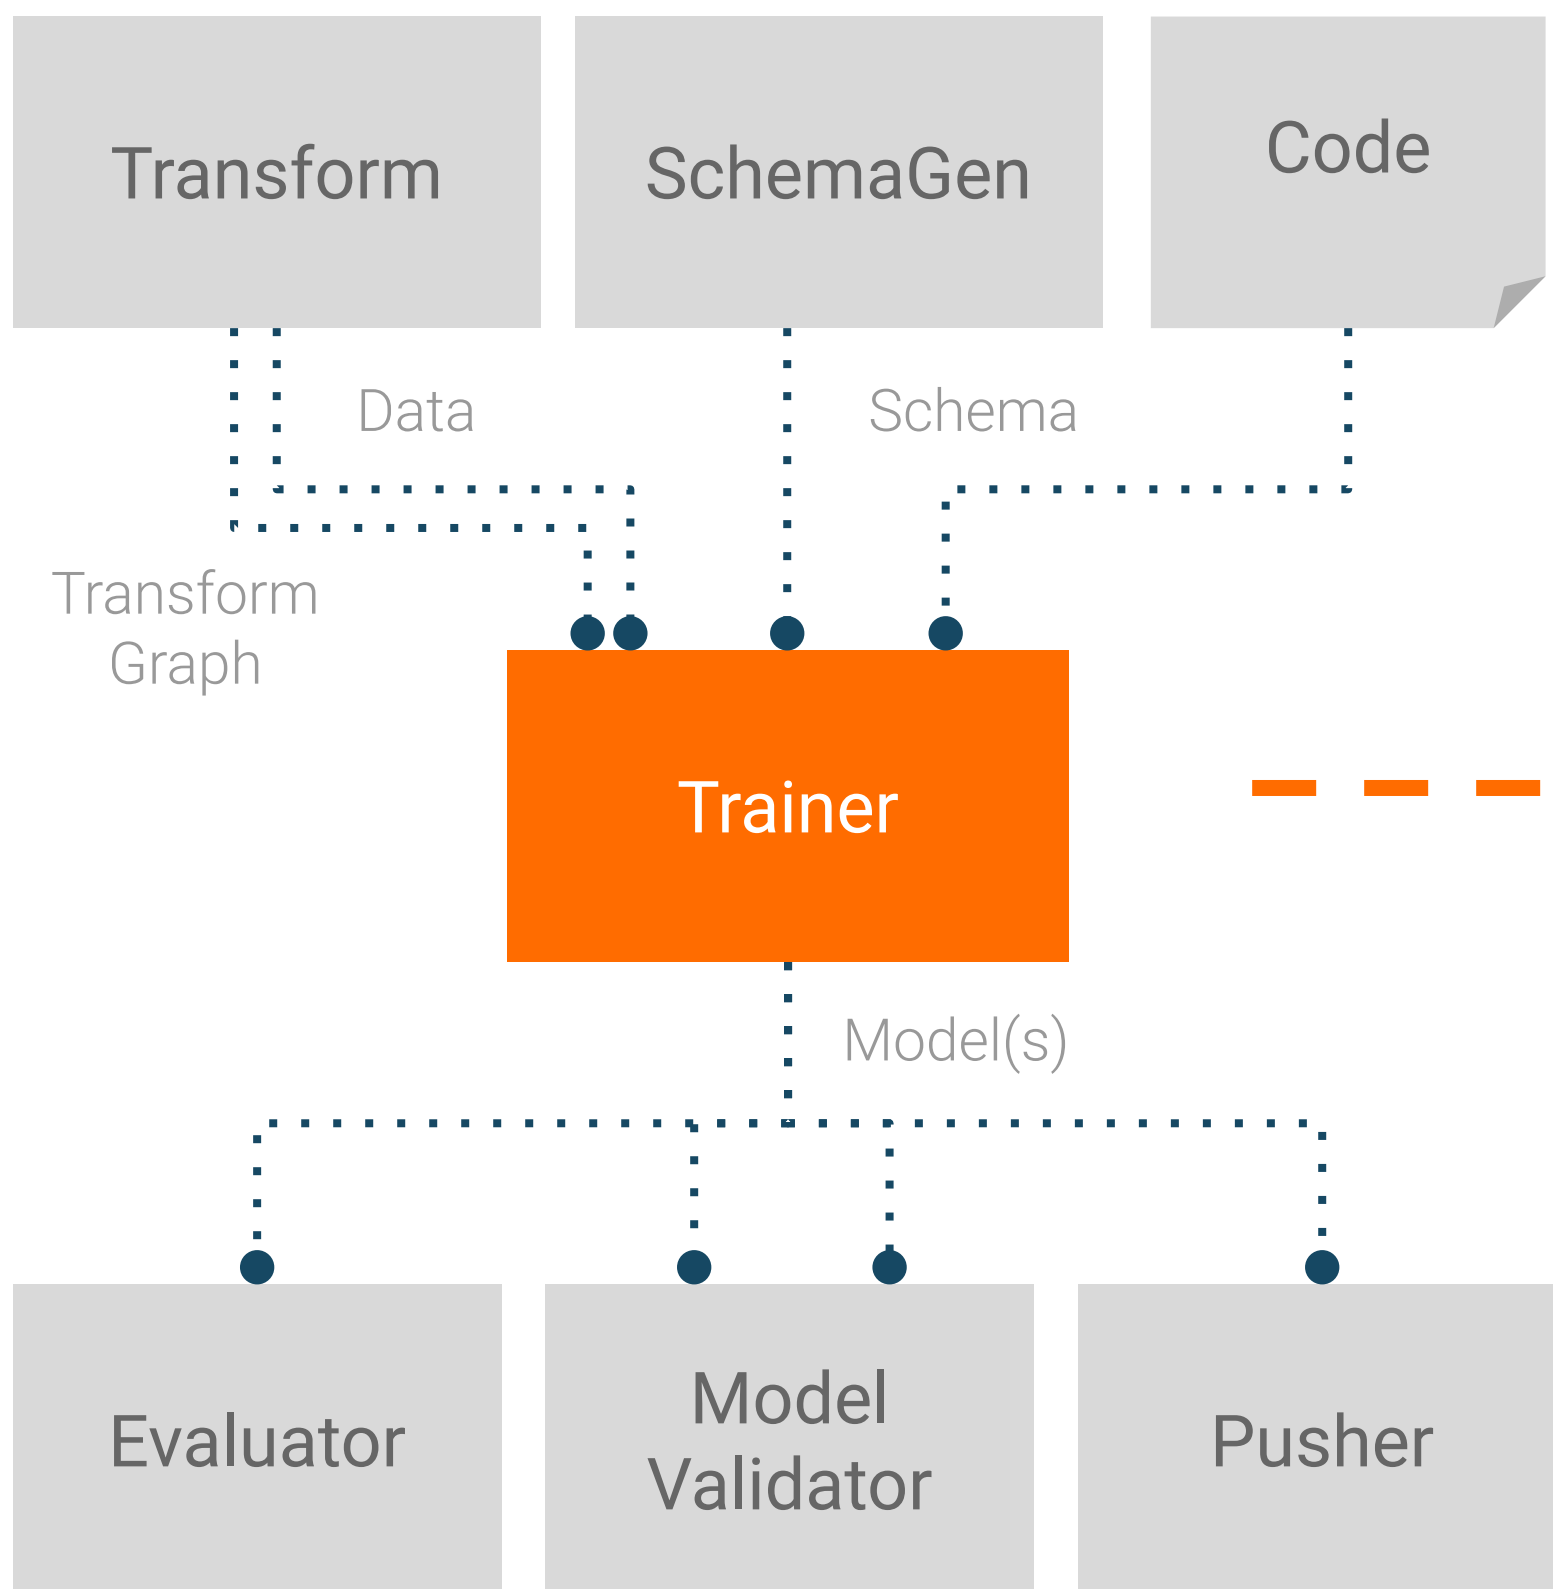 Transform
SchemaGen
Code
Data
Schema
Transform
Graph
Trainer
Model(s)
Evaluator
Model
Validator
Pusher